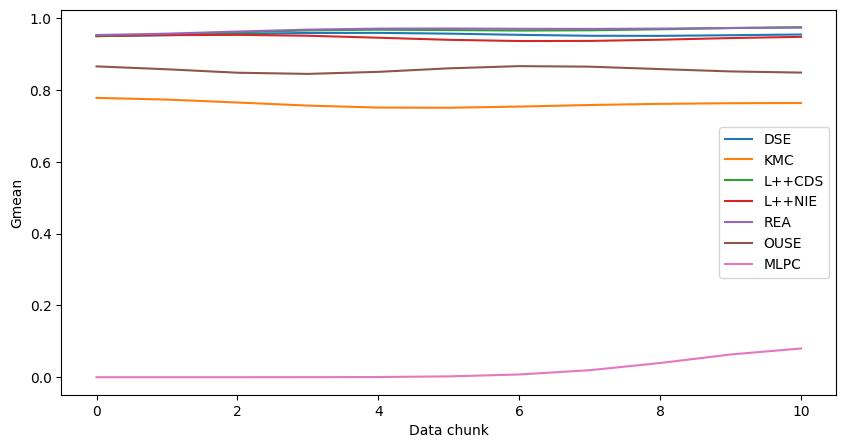 1.0
0.8
0.6
0.4
0.2
0.0
Gmean
0 2 4 6 8 10
Data chunk
DSE
KMC
L++CDS
L++NIE
REA
OUSE
MLPC